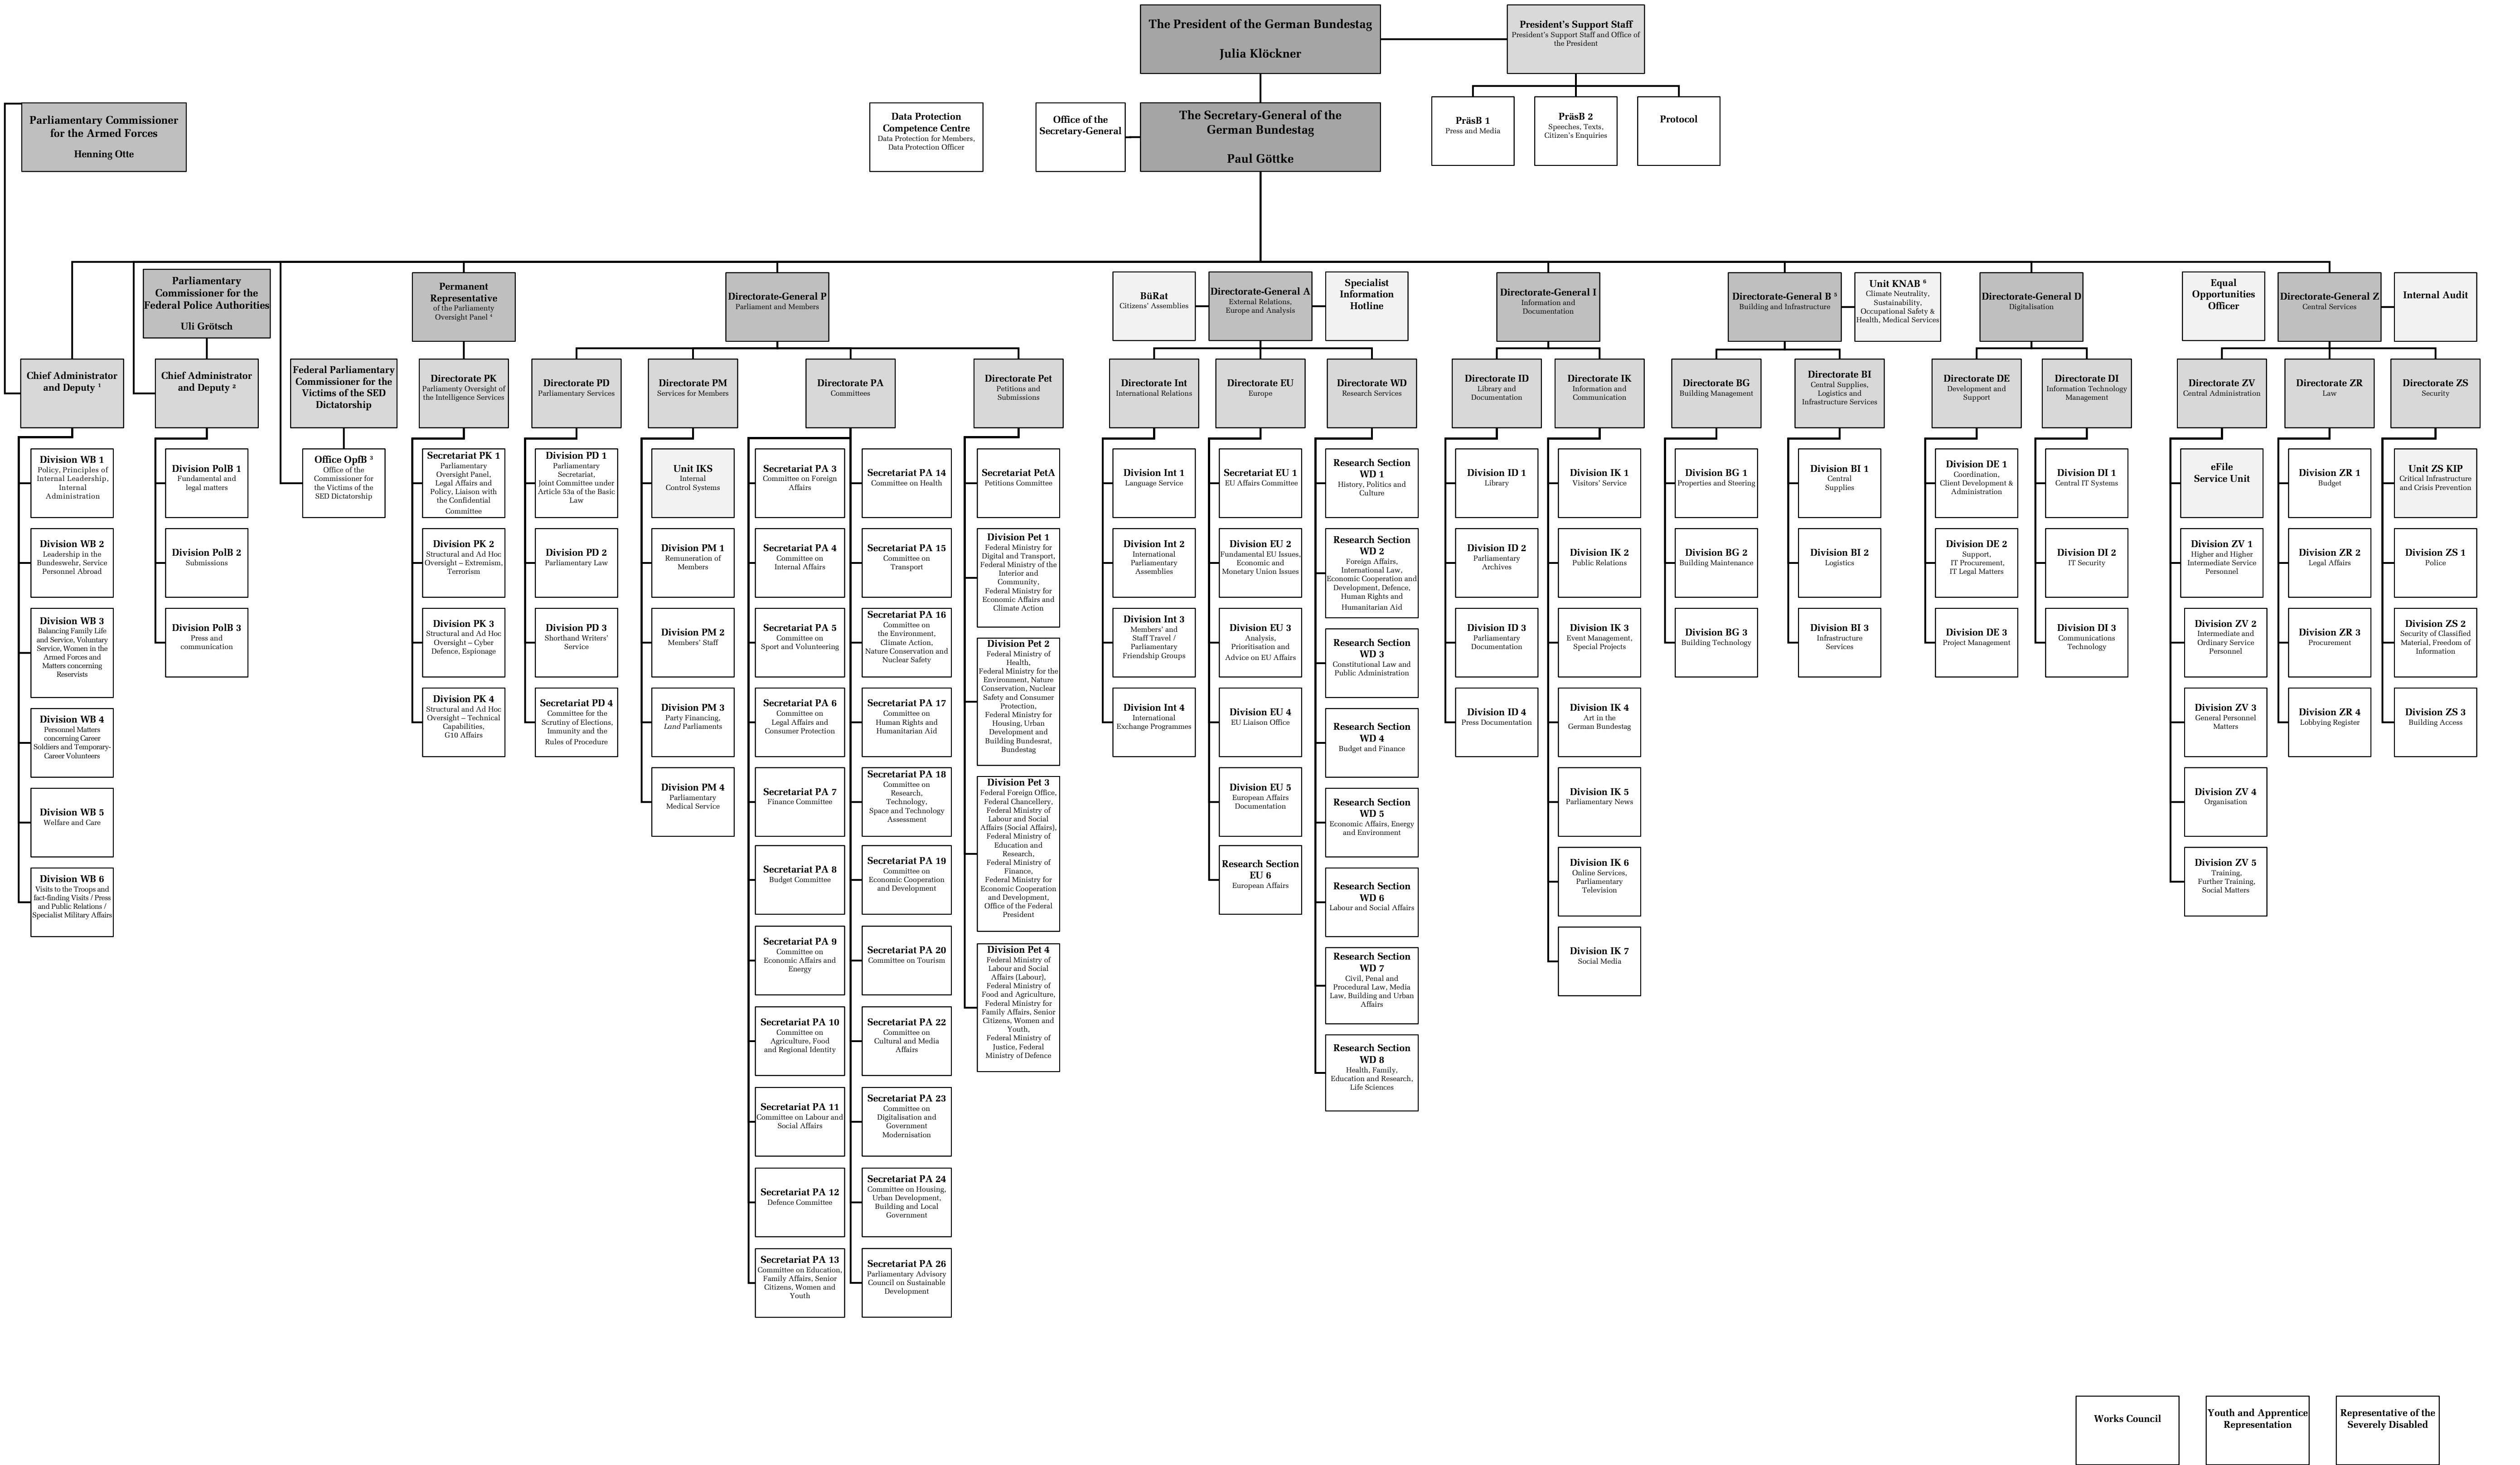 The President of the German Bundestag
Julia Klöckner
President's Support Staff
President's Support Staff and Office of
the President
Parliamentary Commissioner
for the Armed Forces
Henning Otte
Data Protection
Competence Centre
Data Protection for Members,
Data Protection Officer
Office of the
Secretary-General
The Secretary-General of the
German Bundestag
Paul Göttke
PräsB 1
Press and Media
PräsB 2
Speeches, Texts,
Citizen's Enquiries
Protocol
Parliamentary
Commissioner for the
Federal Police Authorities
Uli Grötsch
Permanent
Representative
of the Parliamenty
Oversight Panel ⁴
Directorate-General P
Parliament and Members
BüRat
Citizens' Assemblies
Directorate-General A
External Relations,
Europe and Analysis
Specialist
Information
Hotline
Directorate-General I
Information and
Documentation
Directorate-General B ⁵
Building and Infrastructure
Unit KNAB ⁶
Climate Neutrality,
Sustainability,
Occupational Safety &
Health, Medical Services
Directorate-General D
Digitalisation
Equal
Opportunities
Officer
Directorate-General Z
Central Services
Internal Audit
Chief Administrator
and Deputy ¹
Chief Administrator
and Deputy ²
Federal Parliamentary
Commissioner for the
Victims of the SED
Dictatorship
Directorate PK
Parliamenty Oversight of
the Intelligence Services
Directorate PD
Parliamentary Services
Directorate PM
Services for Members
Directorate PA
Committees
Directorate Pet
Petitions and
Submissions
Directorate Int
International Relations
Directorate EU
Europe
Directorate WD
Research Services
Directorate ID
Library and
Documentation
Directorate IK
Information and
Communication
Directorate BG
Building Management
Directorate BI
Central Supplies,
Logistics and
Infrastructure Services
Directorate DE
Development and
Support
Directorate DI
Information Technology
Management
Directorate ZV
Central Administration
Directorate ZR
Law
Directorate ZS
Security
Division WB 1
Policy, Principles of
Internal Leadership,
Internal
Administration
Division WB 2
Leadership in the
Bundeswehr, Service
Personnel Abroad
Division WB 3
Balancing Family Life
and Service, Voluntary
Service, Women in the
Armed Forces and
Matters concerning
Reservists
Division WB 4
Personnel Matters
concerning Career
Soldiers and Temporary-
Career Volunteers
Division WB 5
Welfare and Care
Division WB 6
Visits to the Troops and
fact-finding Visits / Press
and Public Relations /
Specialist Military Affairs
Division PolB 1
Fundamental and
legal matters
Division PolB 2
Submissions
Division PolB 3
Press and
communication
Office OpfB ³
Office of the
Commissioner for
the Victims of the
SED Dictatorship
Secretariat PK 1
Parliamentary
Oversight Panel,
Legal Affairs and
Policy, Liaison with
the Confidential
Committee
Division PK 2
Structural and Ad Hoc
Oversight – Extremism,
Terrorism
Division PK 3
Structural and Ad Hoc
Oversight – Cyber
Defence, Espionage
Division PK 4
Structural and Ad Hoc
Oversight – Technical
Capabilities,
G10 Affairs
Division PD 1
Parliamentary
Secretariat,
Joint Committee under
Article 53a of the Basic
Law
Division PD 2
Parliamentary Law
Division PD 3
Shorthand Writers'
Service
Secretariat PD 4
Committee for the
Scrutiny of Elections,
Immunity and the
Rules of Procedure
Unit IKS
Internal
Control Systems
Division PM 1
Remuneration of
Members
Division PM 2
Members' Staff
Division PM 3
Party Financing,
Land Parliaments
Division PM 4
Parliamentary
Medical Service
Secretariat PA 3
Committee on Foreign
Affairs
Secretariat PA 4
Committee on
Internal Affairs
Secretariat PA 5
Committee on
Sport and Volunteering
Secretariat PA 6
Committee on
Legal Affairs and
Consumer Protection
Secretariat PA 7
Finance Committee
Secretariat PA 8
Budget Committee
Secretariat PA 9
Committee on
Economic Affairs and
Energy
Secretariat PA 10
Committee on
Agriculture, Food
and Regional Identity
Secretariat PA 11
Committee on Labour and
Social Affairs
Secretariat PA 12
Defence Committee
Secretariat PA 13
Committee on Education,
Family Affairs, Senior
Citizens, Women and
Youth
Secretariat PA 14
Committee on Health
Secretariat PA 15
Committee on
Transport
Secretariat PA 16
Committee on
the Environment,
Climate Action,
Nature Conservation and
Nuclear Safety
Secretariat PA 17
Committee on
Human Rights and
Humanitarian Aid
Secretariat PA 18
Committee on
Research,
Technology,
Space and Technology
Assessment
Secretariat PA 19
Committee on
Economic Cooperation
and Development
Secretariat PA 20
Committee on Tourism
Secretariat PA 22
Committee on
Cultural and Media
Affairs
Secretariat PA 23
Committee on
Digitalisation and
Government
Modernisation
Secretariat PA 24
Committee on Housing,
Urban Development,
Building and Local
Government
Secretariat PA 26
Parliamentary Advisory
Council on Sustainable
Development
Secretariat PetA
Petitions Committee
Division Pet 1
Federal Ministry for
Digital and Transport,
Federal Ministry of the
Interior and
Community,
Federal Ministry for
Economic Affairs and
Climate Action
Division Pet 2
Federal Ministry of
Health,
Federal Ministry for the
Environment, Nature
Conservation, Nuclear
Safety and Consumer
Protection,
Federal Ministry for
Housing, Urban
Development and
Building Bundesrat,
Bundestag
Division Pet 3
Federal Foreign Office,
Federal Chancellery,
Federal Ministry of
Labour and Social
Affairs (Social Affairs),
Federal Ministry of
Education and
Research,
Federal Ministry of
Finance,
Federal Ministry for
Economic Cooperation
and Development,
Office of the Federal
President
Division Pet 4
Federal Ministry of
Labour and Social
Affairs (Labour),
Federal Ministry of
Food and Agriculture,
Federal Ministry for
Family Affairs, Senior
Citizens, Women and
Youth,
Federal Ministry of
Justice, Federal
Ministry of Defence
Division Int 1
Language Service
Division Int 2
International
Parliamentary
Assemblies
Division Int 3
Members' and
Staff Travel /
Parliamentary
Friendship Groups
Division Int 4
International
Exchange Programmes
Secretariat EU 1
EU Affairs Committee
Division EU 2
Fundamental EU Issues,
Economic and
Monetary Union Issues
Division EU 3
Analysis,
Prioritisation and
Advice on EU Affairs
Division EU 4
EU Liaison Office
Division EU 5
European Affairs
Documentation
Research Section
EU 6
European Affairs
Research Section
WD 1
History, Politics and
Culture
Research Section
WD 2
Foreign Affairs,
International Law,
Economic Cooperation and
Development, Defence,
Human Rights and
Humanitarian Aid
Research Section
WD 3
Constitutional Law and
Public Administration
Research Section
WD 4
Budget and Finance
Research Section
WD 5
Economic Affairs, Energy
and Environment
Research Section
WD 6
Labour and Social Affairs
Research Section
WD 7
Civil, Penal and
Procedural Law, Media
Law, Building and Urban
Affairs
Research Section
WD 8
Health, Family,
Education and Research,
Life Sciences
Division ID 1
Library
Division ID 2
Parliamentary
Archives
Division ID 3
Parliamentary
Documentation
Division ID 4
Press Documentation
Division IK 1
Visitors' Service
Division IK 2
Public Relations
Division IK 3
Event Management,
Special Projects
Division IK 4
Art in the
German Bundestag
Division IK 5
Parliamentary News
Division IK 6
Online Services,
Parliamentary
Television
Division IK 7
Social Media
Division BG 1
Properties and Steering
Division BG 2
Building Maintenance
Division BG 3
Building Technology
Division BI 1
Central
Supplies
Division BI 2
Logistics
Division BI 3
Infrastructure
Services
Division DE 1
Coordination,
Client Development &
Administration
Division DE 2
Support,
IT Procurement,
IT Legal Matters
Division DE 3
Project Management
Division DI 1
Central IT Systems
Division DI 2
IT Security
Division DI 3
Communications
Technology
eFile
Service Unit
Division ZV 1
Higher and Higher
Intermediate Service
Personnel
Division ZV 2
Intermediate and
Ordinary Service
Personnel
Division ZV 3
General Personnel
Matters
Division ZV 4
Organisation
Division ZV 5
Training,
Further Training,
Social Matters
Division ZR 1
Budget
Division ZR 2
Legal Affairs
Division ZR 3
Procurement
Division ZR 4
Lobbying Register
Unit ZS KIP
Critical Infrastructure
and Crisis Prevention
Division ZS 1
Police
Division ZS 2
Security of Classified
Material, Freedom of
Information
Division ZS 3
Building Access
Works Council
Youth and Apprentice
Representation
Representative of the
Severely Disabled